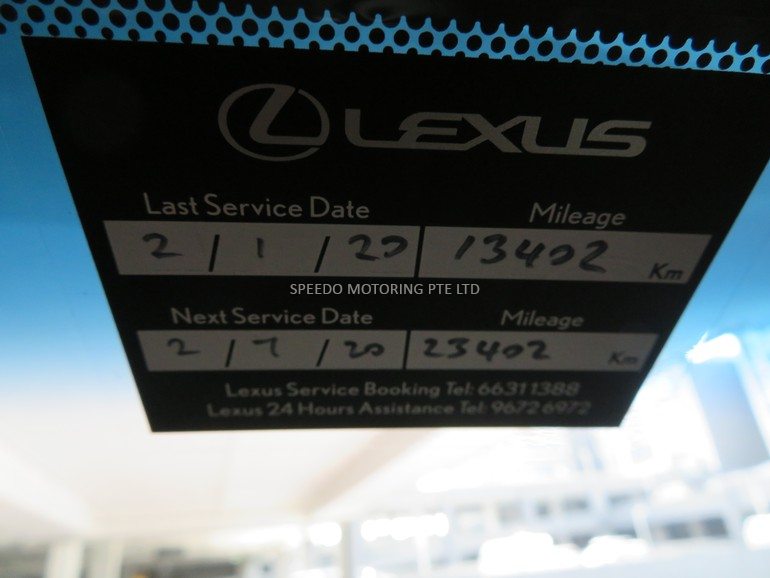 LEXUS
Last Service Date Mileage
2 / 1 / 20 13402 Km
SPEEDO MOTORING PTE LTD
Next Service Date Mileage
2 / 7 / 20 23402 Km
Lexus Service Booking Tel: 66311388
Lexus 24 Hours Assistance Tel: 9672 6972